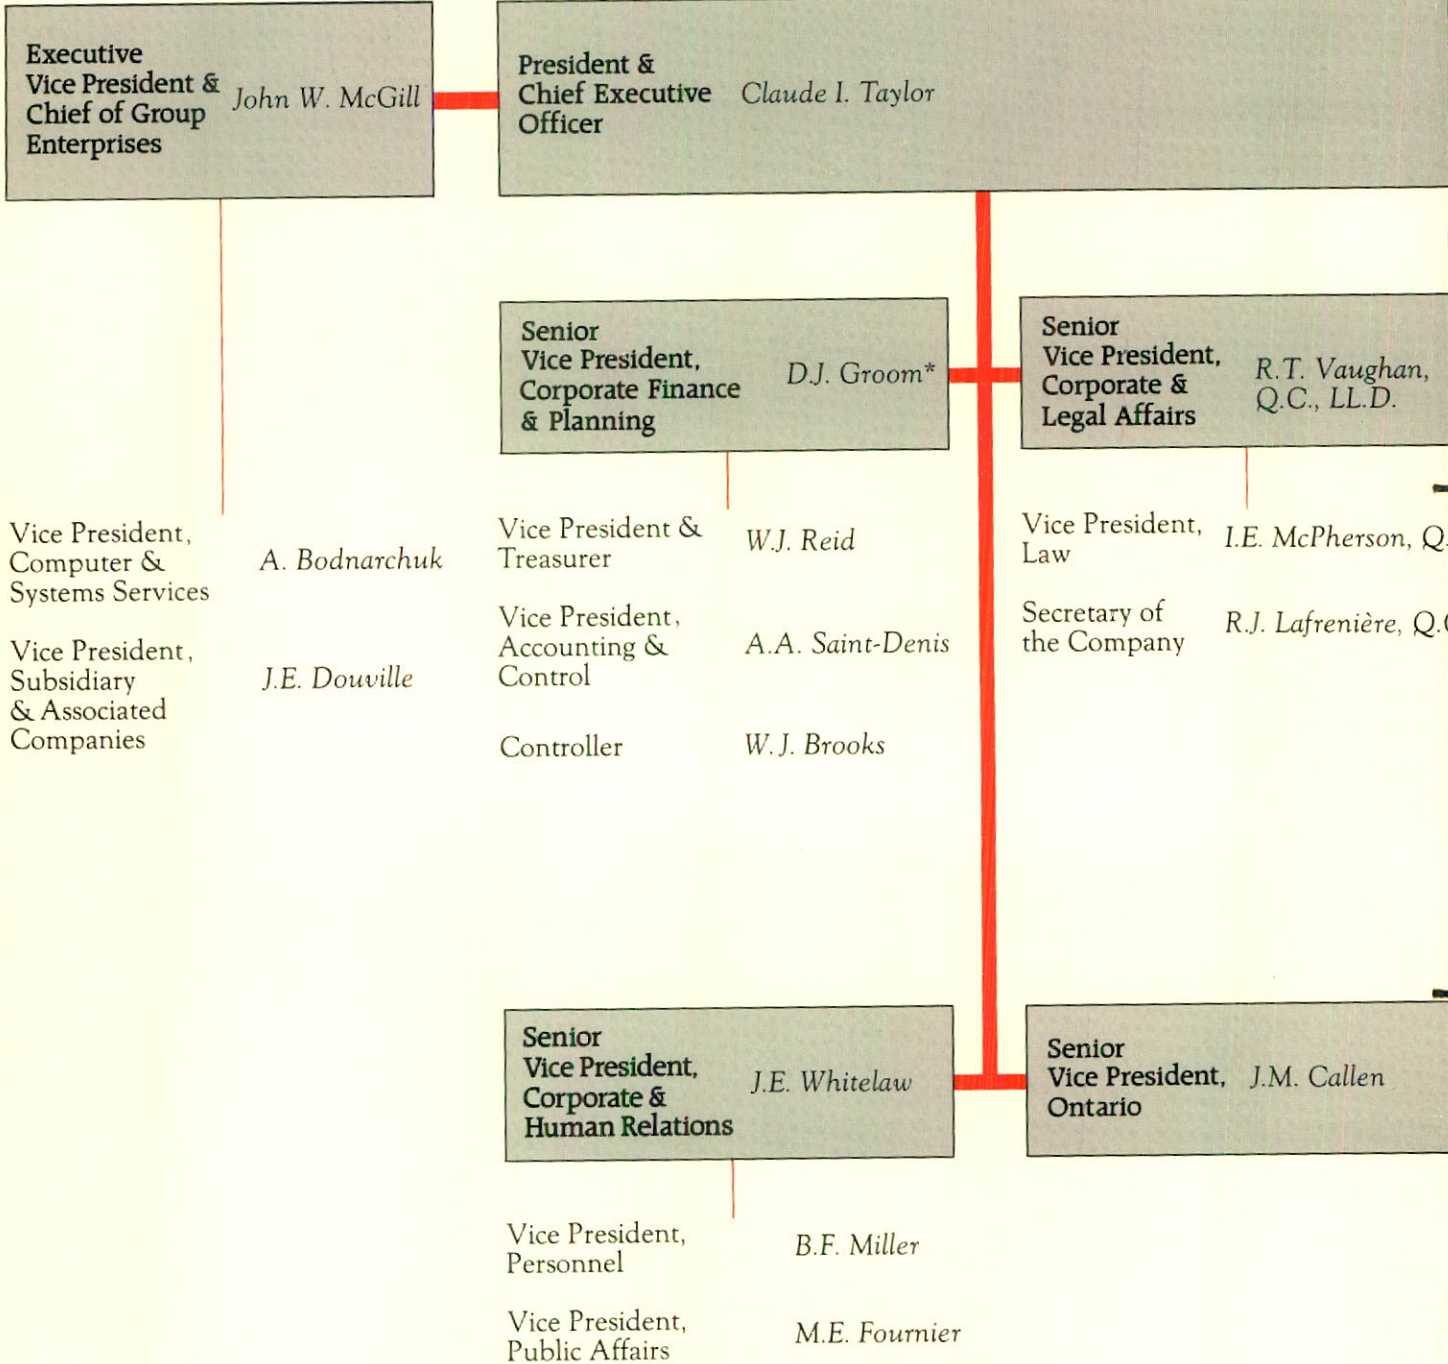 Executive
Vice President &
Chief of Group
Enterprises
John W. McGill
President &
Chief Executive
Officer
Claude I. Taylor
Senior
Vice President,
Corporate Finance
& Planning
D.J. Groom*
Senior
Vice President,
Corporate &
Legal Affairs
R.T. Vaughan,
Q.C., LL.D.
Vice President,
Computer &
Systems Services
A. Bodnarchuk
Vice President,
Subsidiary
& Associated
Companies
J.E. Douville
Vice President &
Treasurer
W.J. Reid
Vice President,
Accounting &
Control
A.A. Saint-Denis
Controller
W.J. Brooks
Vice President,
Law
I.E. McPherson, Q.
Secretary of
the Company
R.J. Lafrenière, Q.
Senior
Vice President,
Corporate &
Human Relations
J.E. Whitelaw
Senior
Vice President,
Ontario
J.M. Callen
Vice President,
Personnel
B.F. Miller
Vice President,
Public Affairs
M.E. Fournier